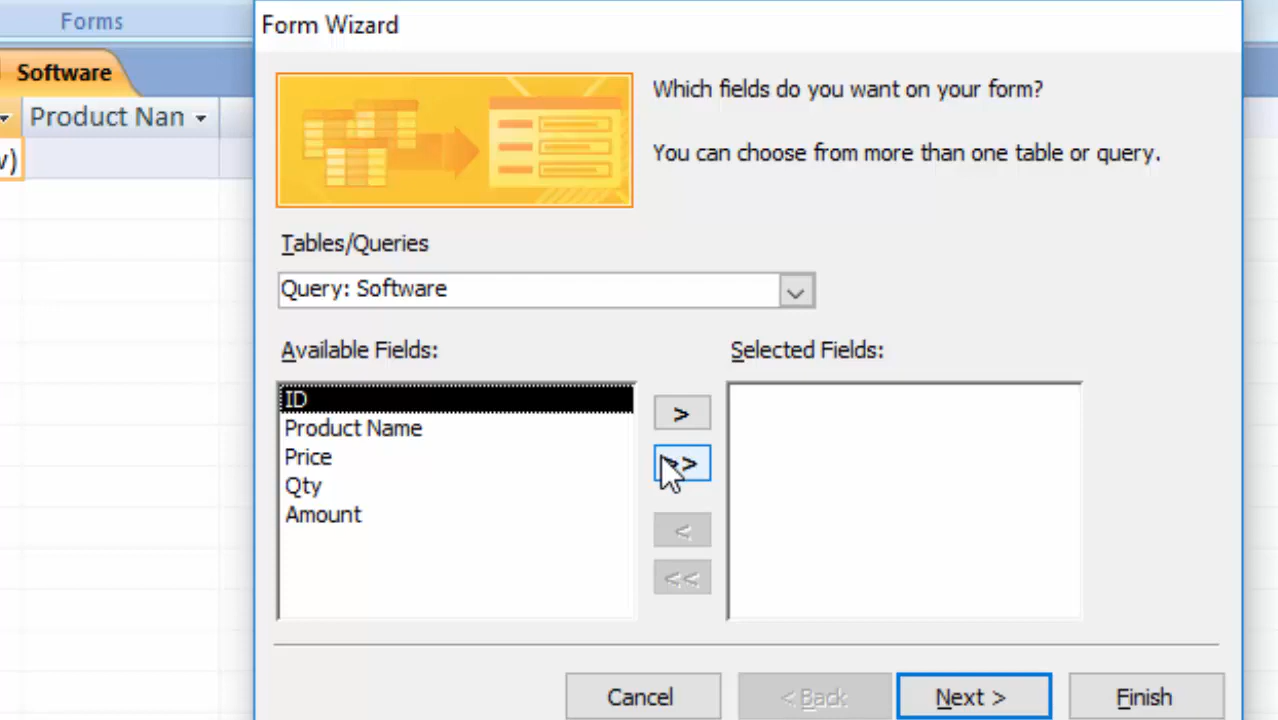 Forms
Form Wizard
Software
Product Nan
w)
Which fields do you want on your form?
You can choose from more than one table or query.
Tables/Queries
Query: Software
Available Fields:
Selected Fields:
ID
Product Name
Price
Qty
Amount
>
>>
<
<<
Cancel
< Back
Next >
Finish